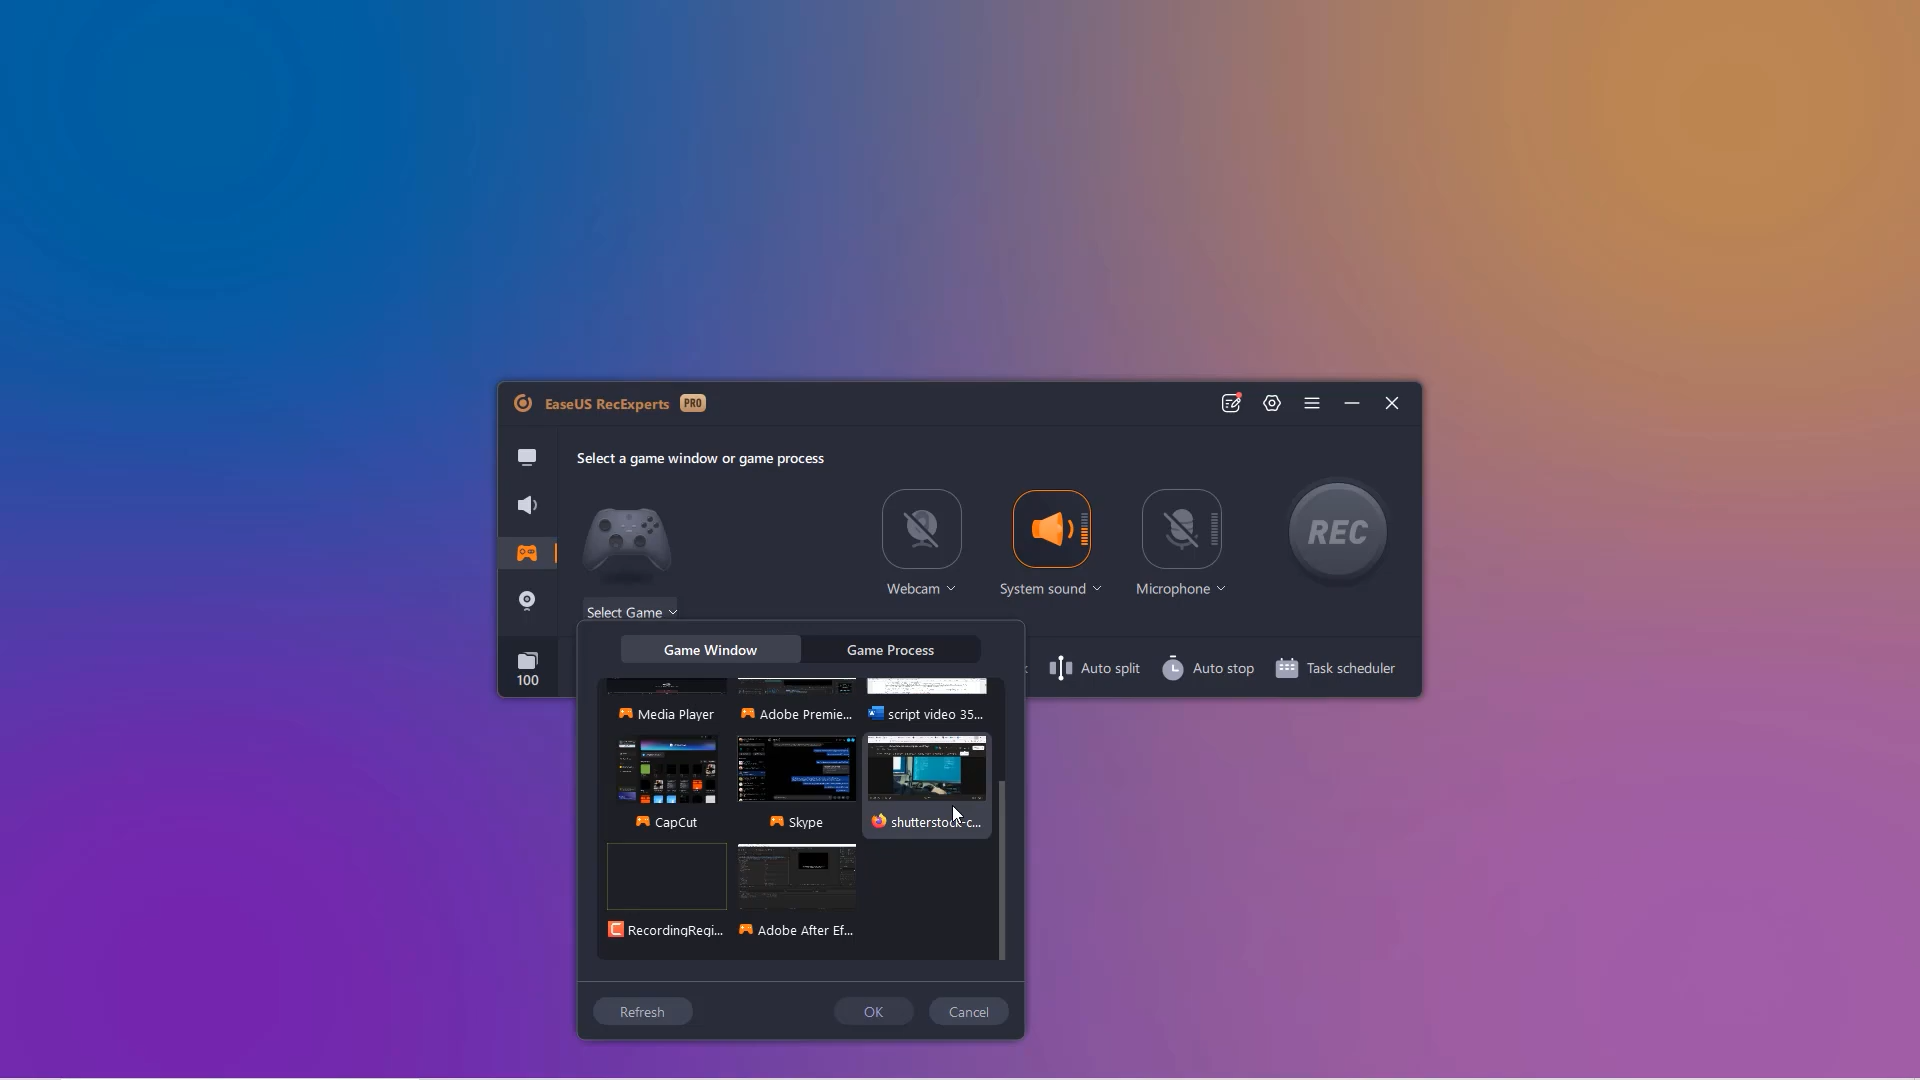 EaseUS RecExperts PRO
Select a game window or game process
REC
Webcam
System sound
Microphone
Select Game
Game Window
Game Process
Auto split
Auto stop
Task scheduler
100
Media Player
Adobe Premie...
script video 35...
CapCut
Skype
shutterstock-c...
RecordingRegi...
Adobe After Ef...
Refresh
OK
Cancel